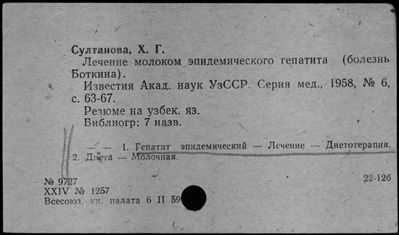 Султанова, Х. Г.
Лечение молоком эпидемического гепатита (болезнь
Боткина).
Известия Акад. наук УзССР. Серия мед., 1958, № 6,
с. 63-67.
Резюме на узбек. яз.
Библиогр: 7 назв.
— — 1. Гепатит эпидемический — Лечение — Диетотерапия.
2. Диета — Молочная.
№ 9727
22-12б
XXIV № 1257
Всесоюз. кн. палата 6 II 59